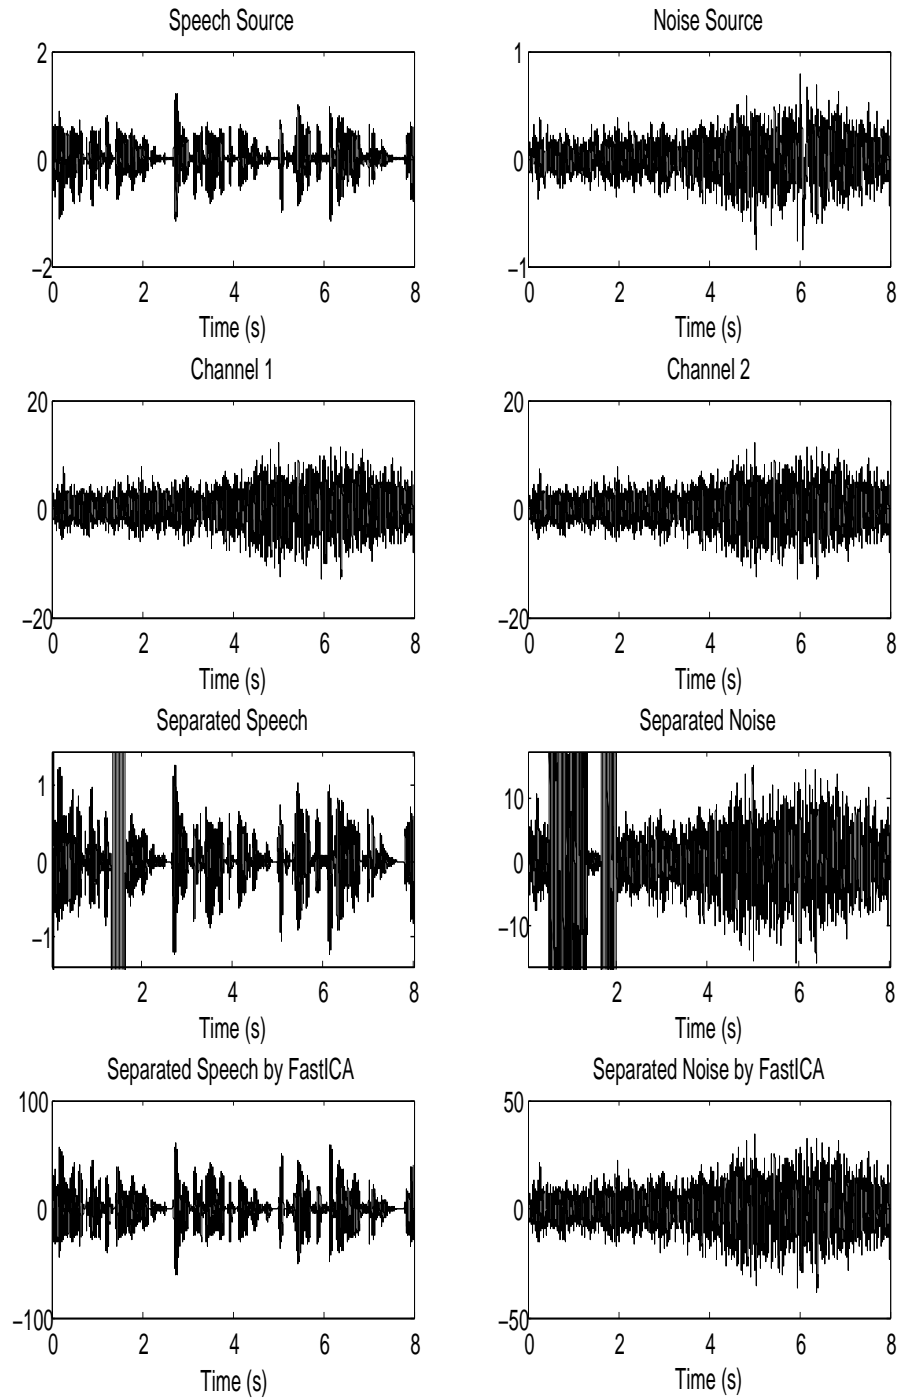 Speech Source
2
0
−2
0 2 4 6 8
Time (s)
Noise Source
1
0
−1
0 2 4 6 8
Time (s)
Channel 1
20
0
−20
0 2 4 6 8
Time (s)
Channel 2
20
0
−20
0 2 4 6 8
Time (s)
Separated Speech
1
0
−1
2 4 6 8
Time (s)
Separated Noise
10
0
−10
2 4 6 8
Time (s)
Separated Speech by FastICA
100
0
−100
0 2 4 6 8
Time (s)
Separated Noise by FastICA
50
0
−50
0 2 4 6 8
Time (s)